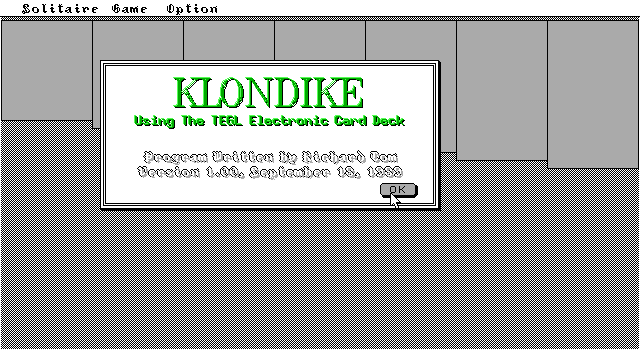 Solitaire Game Option
KLONDIKE
Using The TEGL Electronic Card Deck
Program Written By Richard Tom
Version 1.00, September 18, 1989
OK